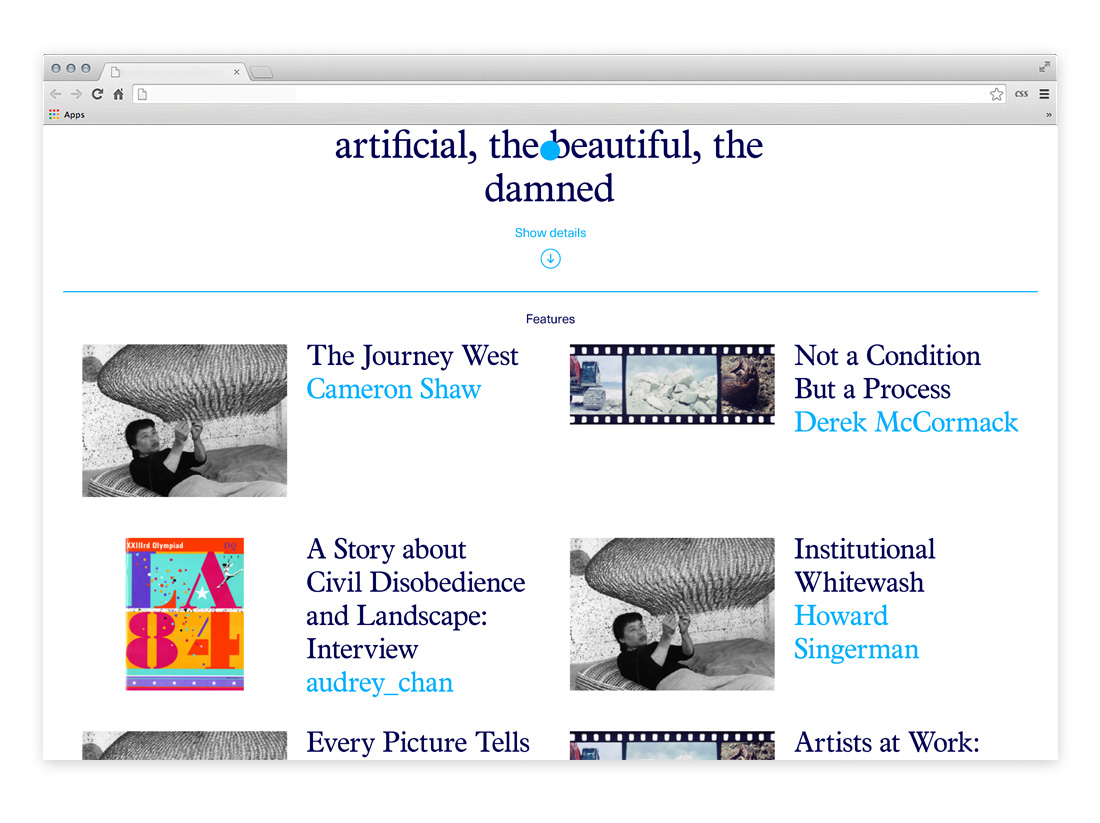 CSS
Apps
»
artificial, the beautiful, the
damned
Show details
Features
The Journey West
Cameron Shaw
Not a Condition
But a Process
Derek McCormack
XXIIIrd Olympiad
LA
84
A Story about
Civil Disobedience
and Landscape:
Interview
audrey_chan
Institutional
Whitewash
Howard
Singerman
Every Picture Tells
Artists at Work: